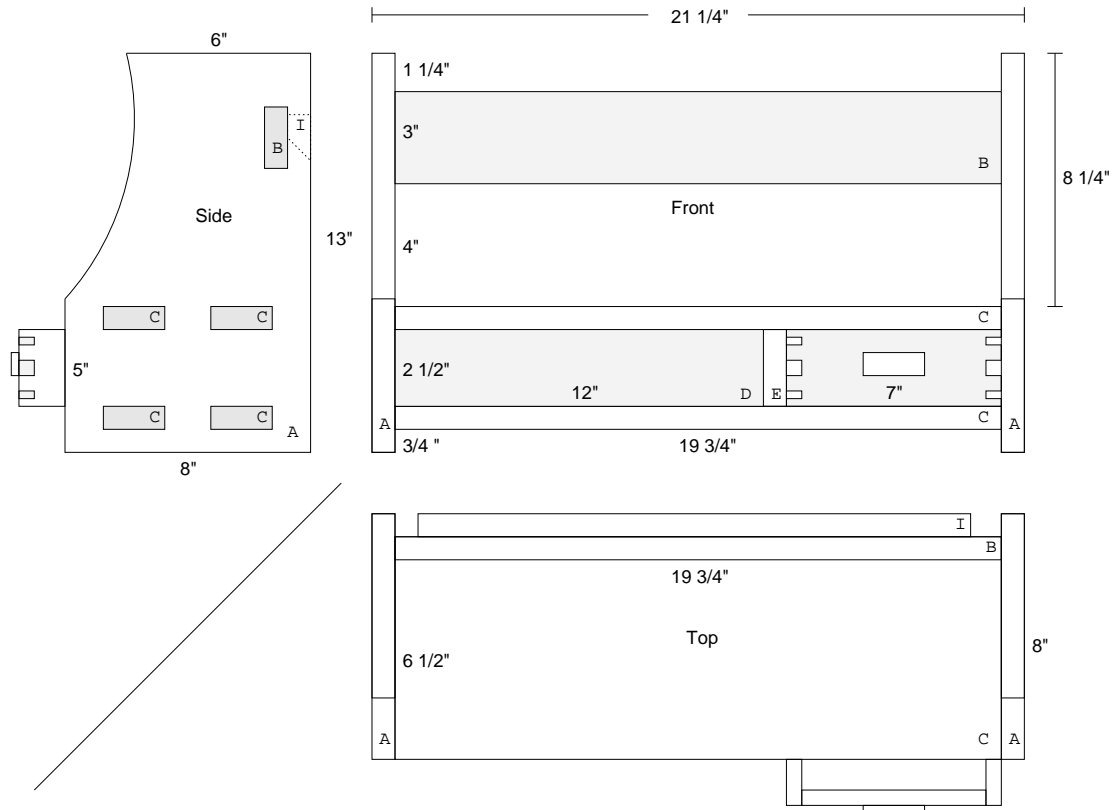 21 1/4"
6"
1 1/4"
I
3"
B
B
8 1/4"
Side
Front
13"
4"
C
C
C
5"
2 1/2"
12"
D
E
7"
C
C
A
A
C
A
3/4 "
19 3/4"
8"
I
B
19 3/4"
Top
6 1/2"
8"
A
C
A